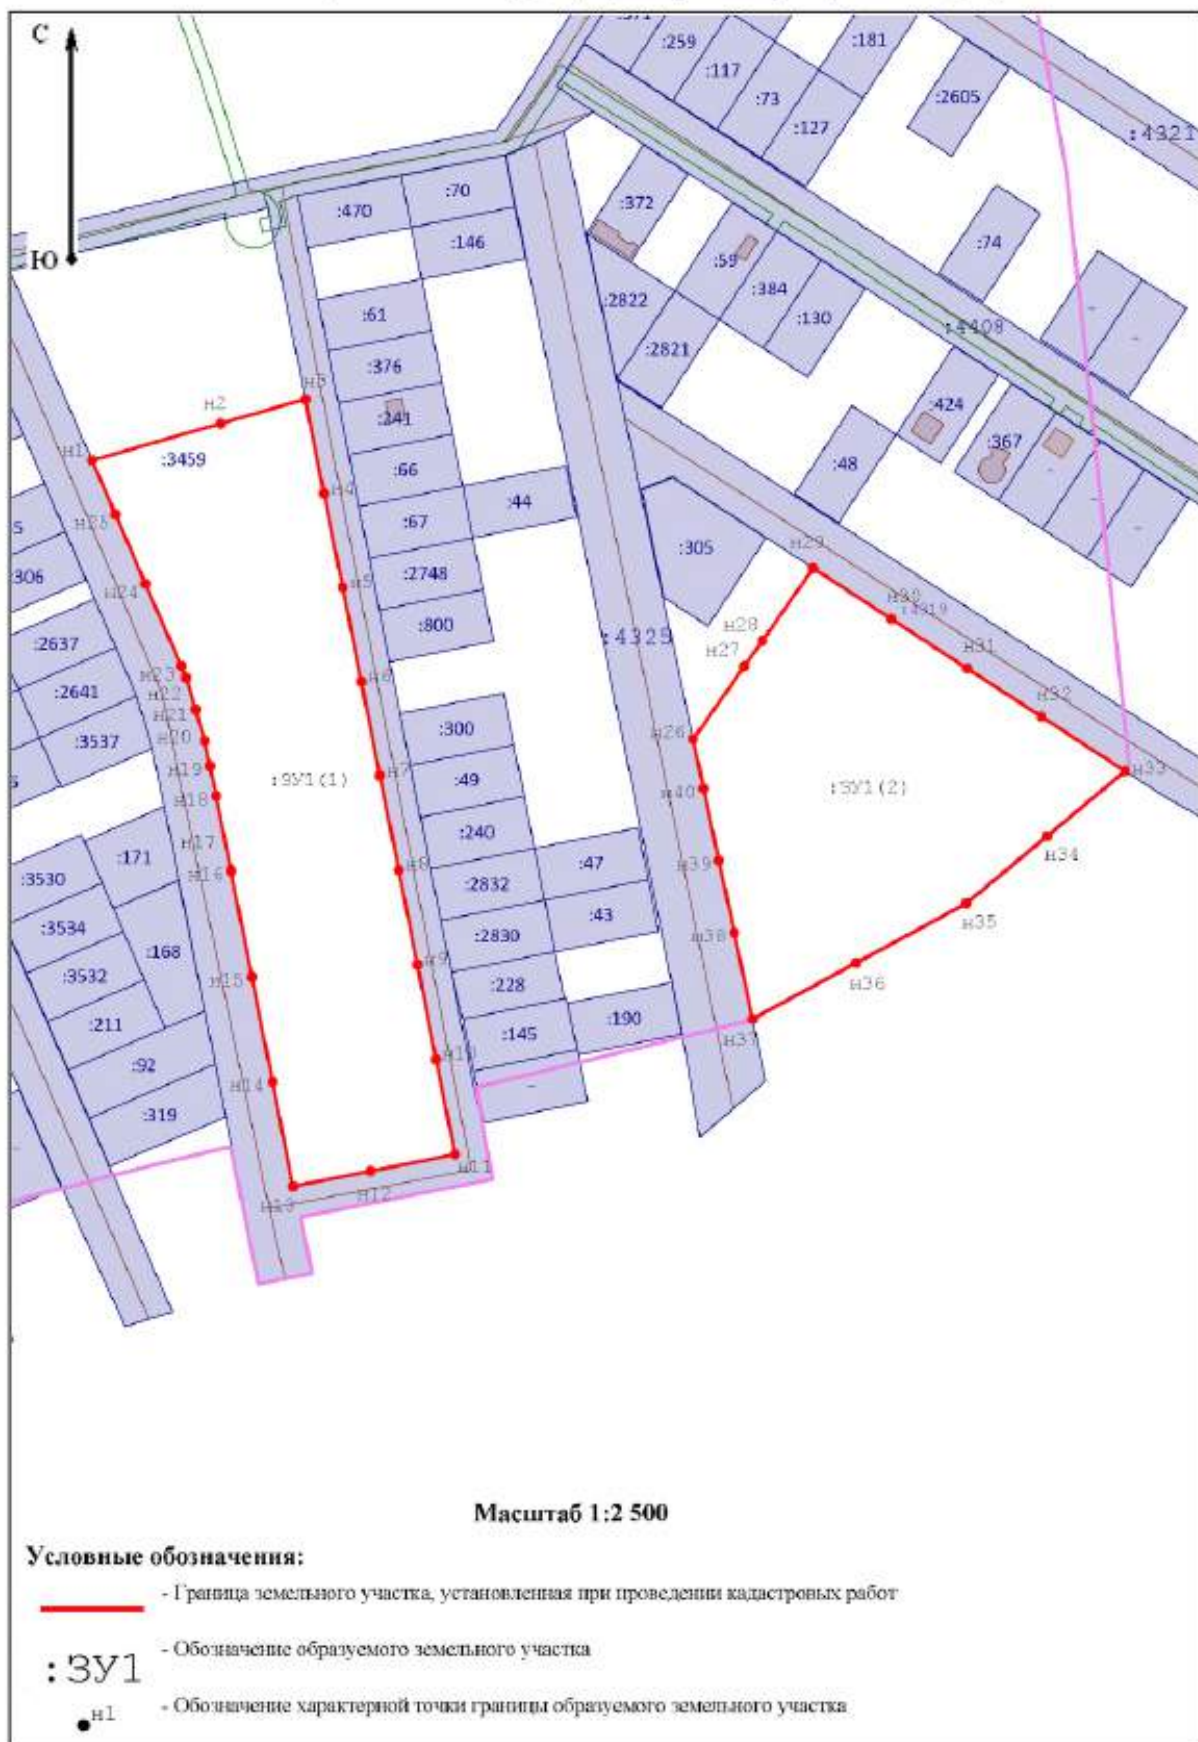 С
Ю
:371
:259
:117
:73
:127
:181
:2605
:4321
:470
:70
:146
:372
:59
:384
:130
:74
:2822
:2821
:4408
:61
:376
:241
:66
:67
:44
:2748
:800
:424
:367
:48
:305
н1
н2
н3
:3459
н4
н25
н5
н24
:306
:2637
:2641
:3537
н23
н22
н21
н20
н19
н18
н17
н16
н6
н7
н8
:ЗУ1(1)
:4325
н29
н30
:4319
н28
н27
н31
н32
н26
н33
н40
:ЗУ1(2)
н34
н39
н35
н38
н36
н37
:300
:49
:240
:2832
:47
:43
:2830
:228
:145
:190
:171
:3530
:3534
:168
:3532
:211
:92
:319
н9
н15
н10
н14
н11
н12
н13
Масштаб 1:2 500
Условные обозначения:
- Граница земельного участка, установленная при проведении кадастровых работ
:ЗУ1 - Обозначение образуемого земельного участка
н1 - Обозначение характерной точки границы образуемого земельного участка